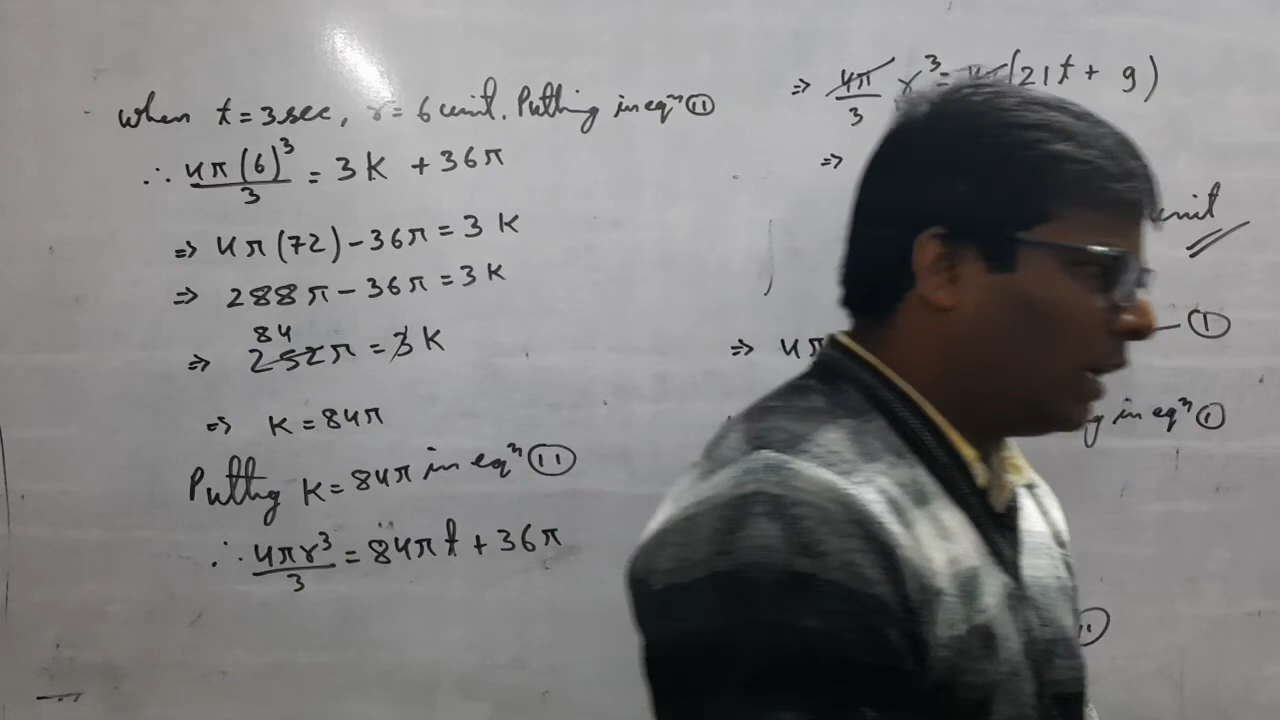 when t = 3 sec, r = 6 unit. Putting in eqⁿ (11)
∴ 4π(6)³/3 = 3K + 36π
⇒ 4π(72) - 36π = 3K
⇒ 288π - 36π = 3K
84
⇒ 252π = 3K
⇒ K = 84π
Putting K = 84π in eqⁿ (11)
∴ 4πr³/3 = 84πt + 36π
⇒ 4π/3 r³ = (21t + 9)
⇒
unit
⇒ 4π (1)
in eqⁿ (1)